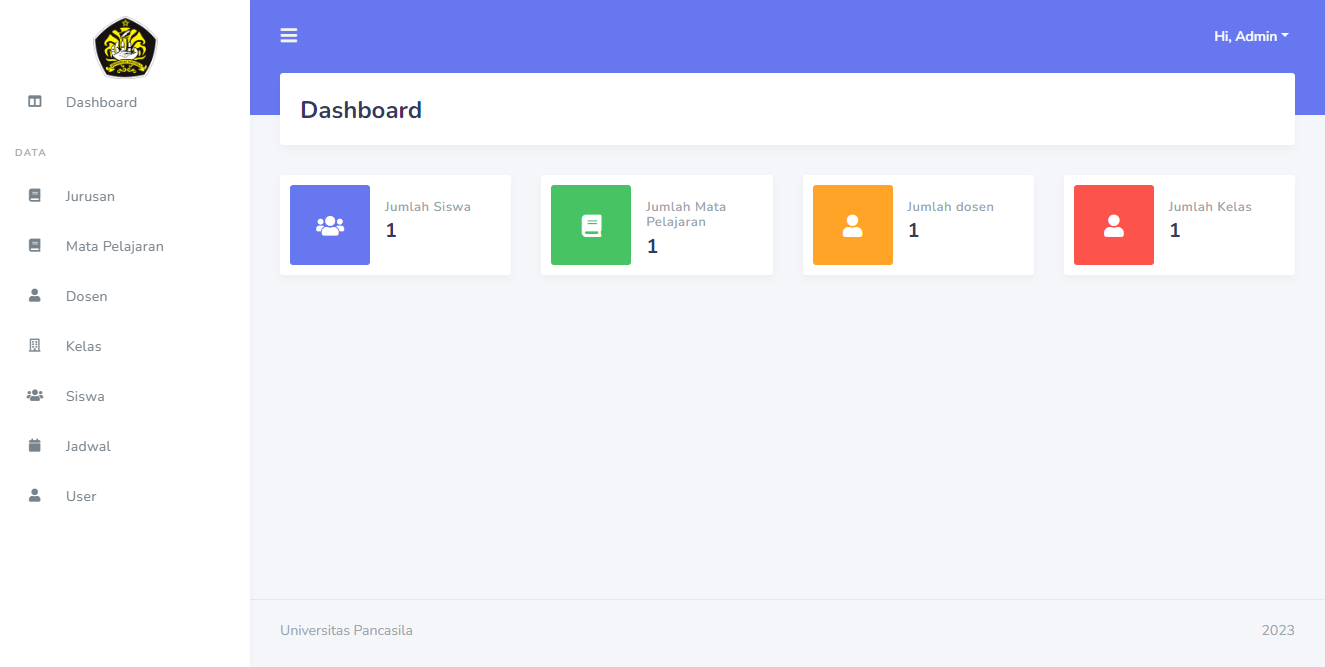 Dashboard
DATA
Jurusan
Mata Pelajaran
Dosen
Kelas
Siswa
Jadwal
User
Hi, Admin
Dashboard
Jumlah Siswa
1
Jumlah Mata
Pelajaran
1
Jumlah dosen
1
Jumlah Kelas
1
Universitas Pancasila
2023